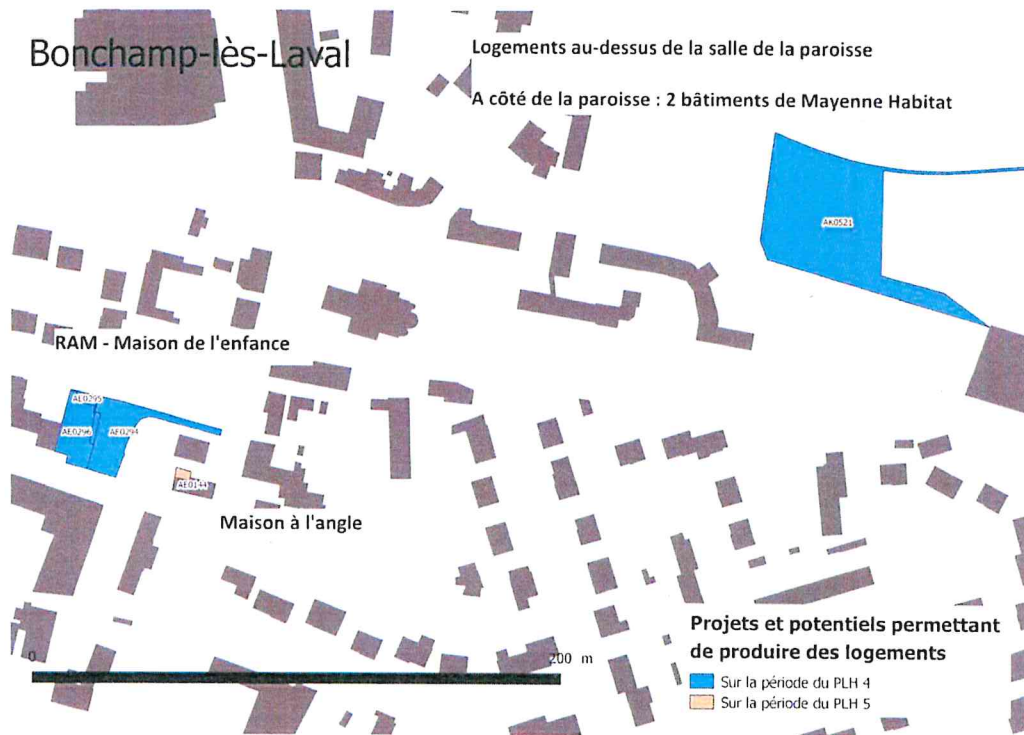 Bonchamp-lès-Laval
Logements au-dessus de la salle de la paroisse
A côté de la paroisse : 2 bâtiments de Mayenne Habitat
AK0521
RAM - Maison de l'enfance
AE0295
AE0296
AE0294
AE0144
Maison à l'angle
0
200 m
Projets et potentiels permettant
de produire des logements
Sur la période du PLH 4
Sur la période du PLH 5